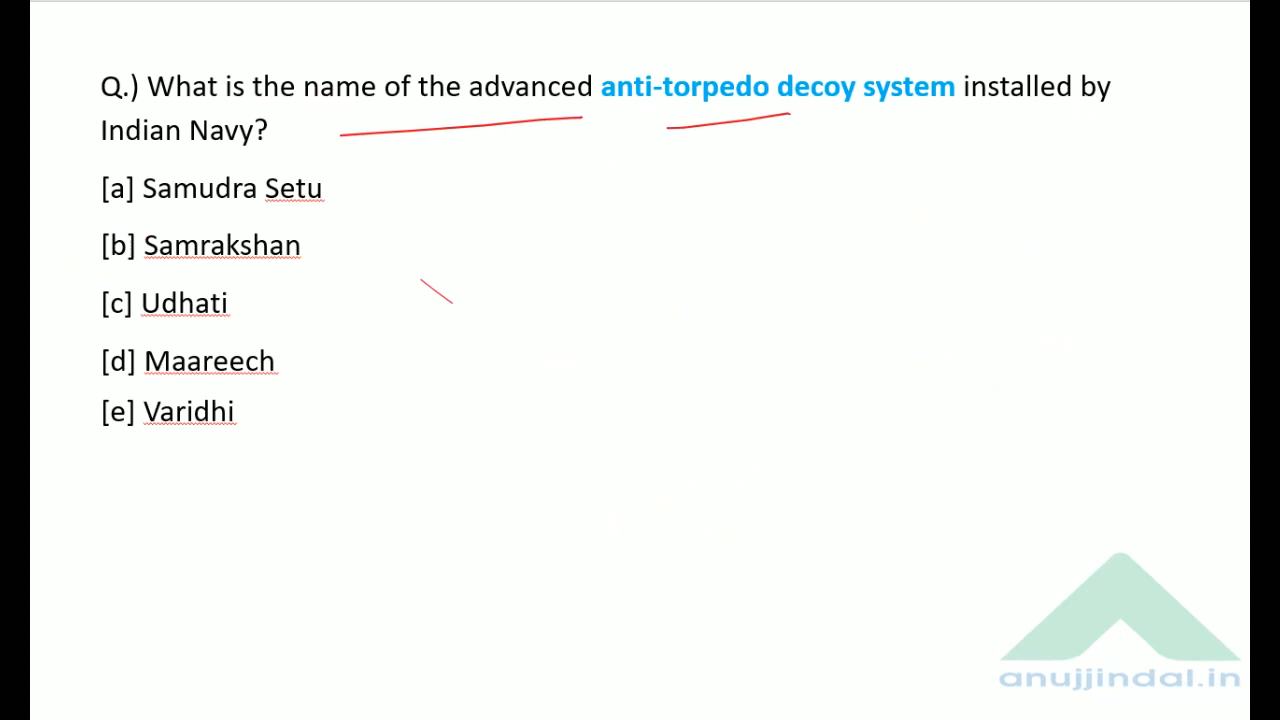 Q.) What is the name of the advanced anti-torpedo decoy system installed by
Indian Navy?
[a] Samudra Setu
[b] Samrakshan
[c] Udhati
[d] Maareech
[e] Varidhi
anujjindal.in